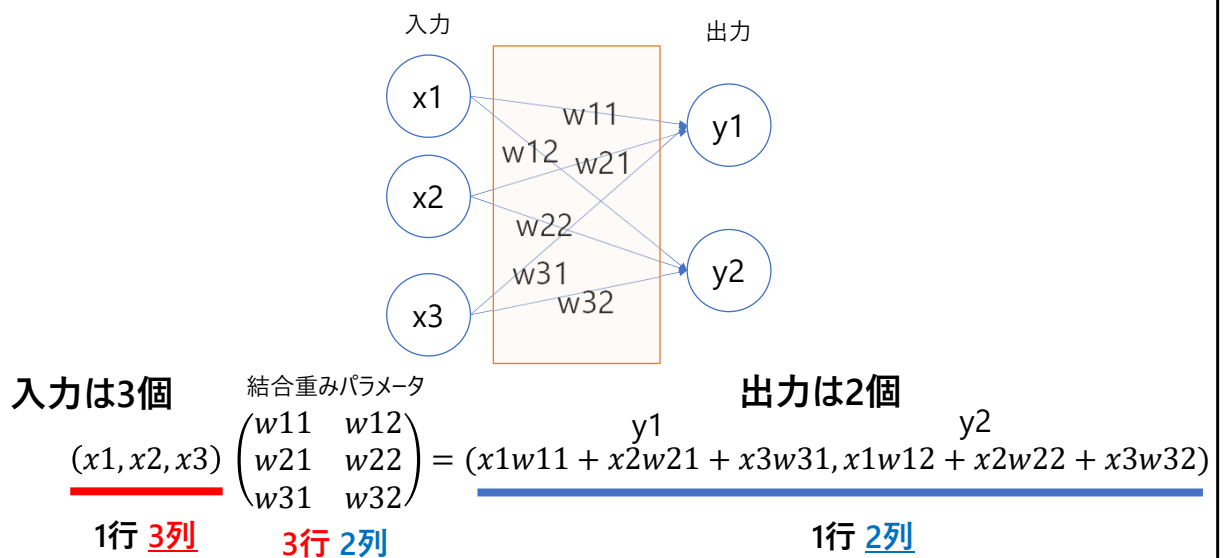 入力
出力
x1
w11
y1
w12
w21
x2
w22
w31
y2
w32
x3
入力は3個
結合重みパラメータ
出力は2個
y1
y2
(x1, x2, x3) (w11 w12
w21 w22
w31 w32) = (x1w11 + x2w21 + x3w31, x1w12 + x2w22 + x3w32)
1行 3列
3行 2列
1行 2列